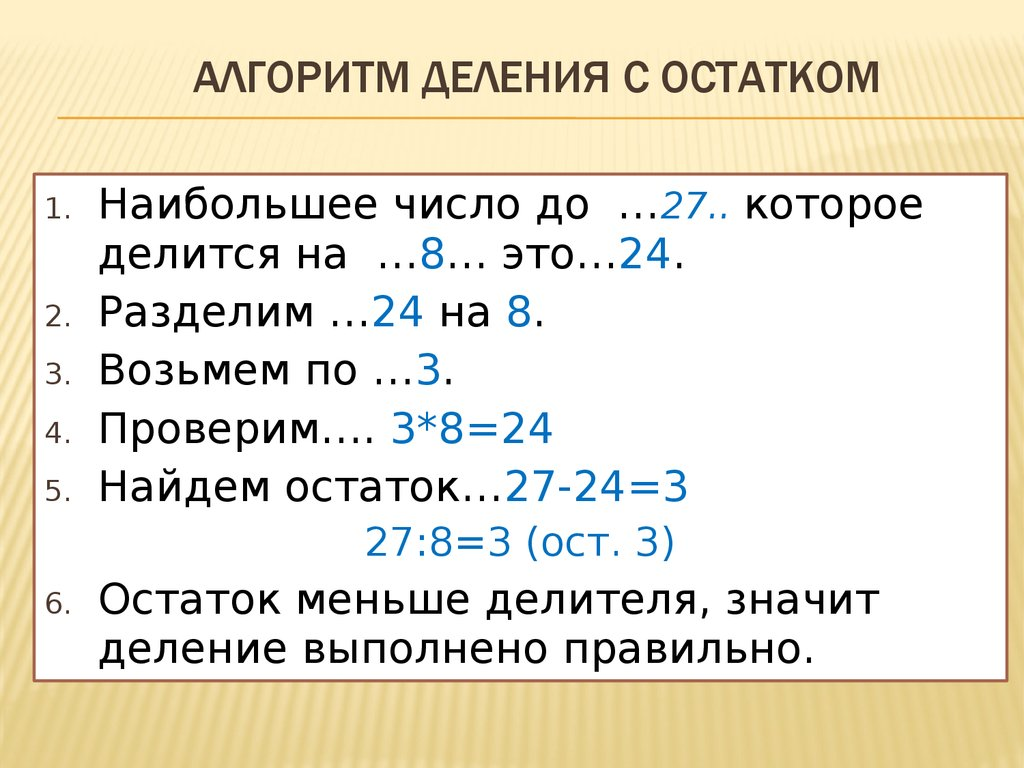 АЛГОРИТМ ДЕЛЕНИЯ С ОСТАТКОМ
1. Наибольшее число до …27.. которое
делится на …8… это…24.
2. Разделим …24 на 8.
3. Возьмем по …3.
4. Проверим…. 3*8=24
5. Найдем остаток…27-24=3
27:8=3 (ост. 3)
6. Остаток меньше делителя, значит
деление выполнено правильно.